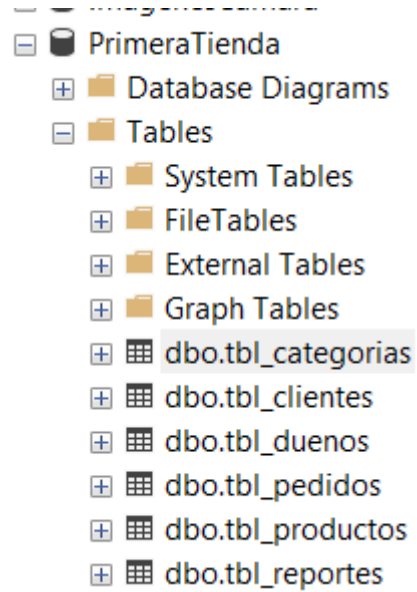 PrimeraTienda
Database Diagrams
Tables
System Tables
FileTables
External Tables
Graph Tables
dbo.tbl_categorias
dbo.tbl_clientes
dbo.tbl_duenos
dbo.tbl_pedidos
dbo.tbl_productos
dbo.tbl_reportes